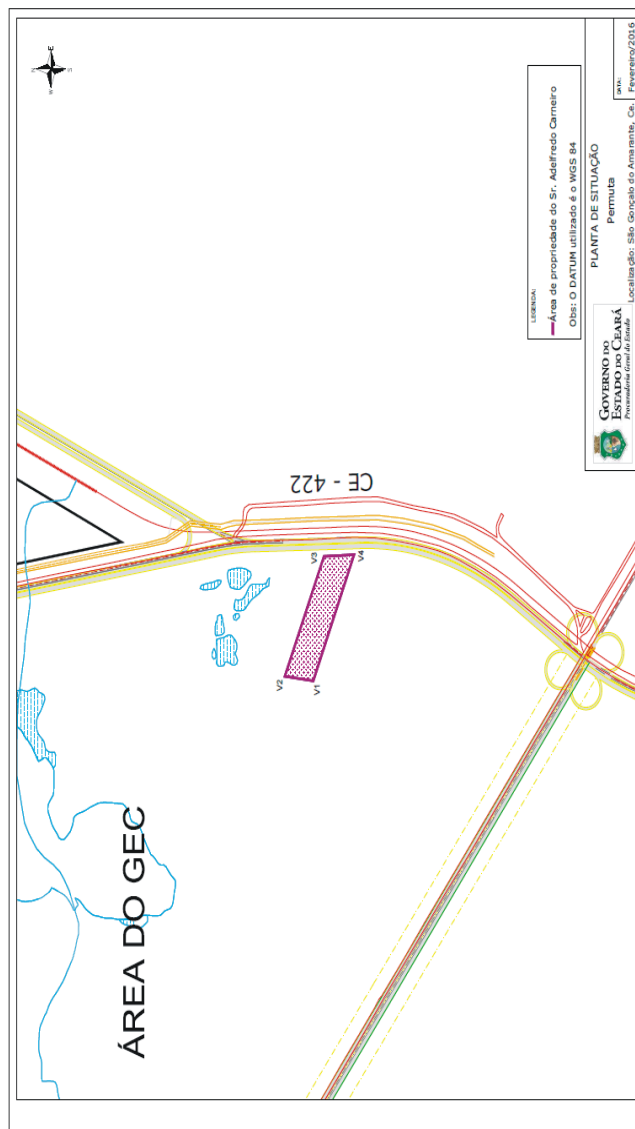 ÁREA DO GEC
V2
V1
V3
V4
CE - 422
N
E
S
W
LEGENDA:
Área de propriedade do Sr. Adelfredo Carneiro
Obs: O DATUM utilizado é o WGS 84
GOVERNO DO
ESTADO DO CEARÁ
Procuradoria Geral do Estado
PLANTA DE SITUAÇÃO
Permuta
Localização: São Gonçalo do Amarante, Ce.
DATA:
Fevereiro/2016